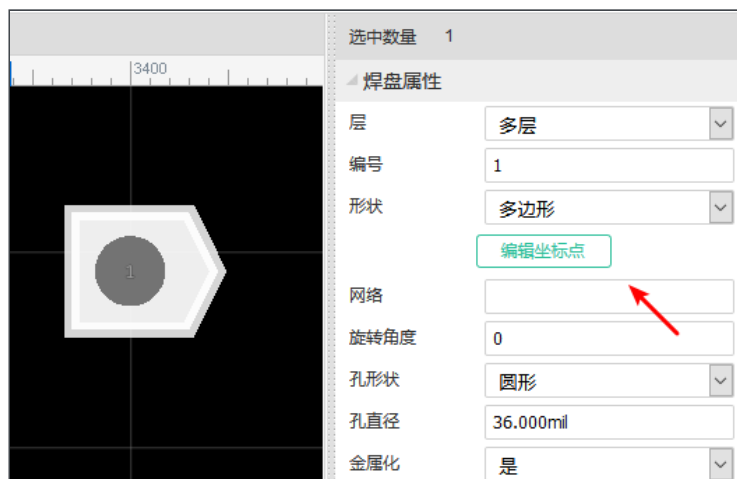 选中数量 1
3400
焊盘属性
层 多层
编号 1
形状 多边形
编辑坐标点
1
网络
旋转角度 0
孔形状 圆形
孔直径 36.000mil
金属化 是